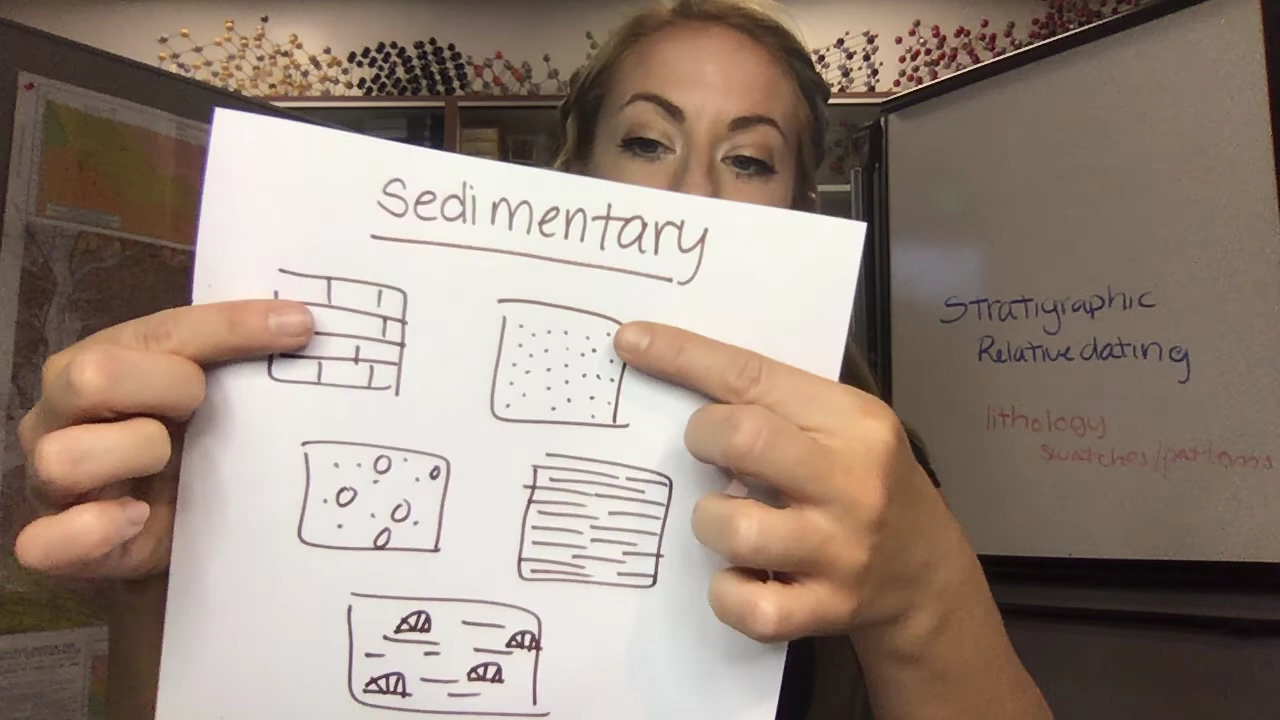 Sedimentary
Stratigraphic
Relative dating
lithology
swatches/patterns